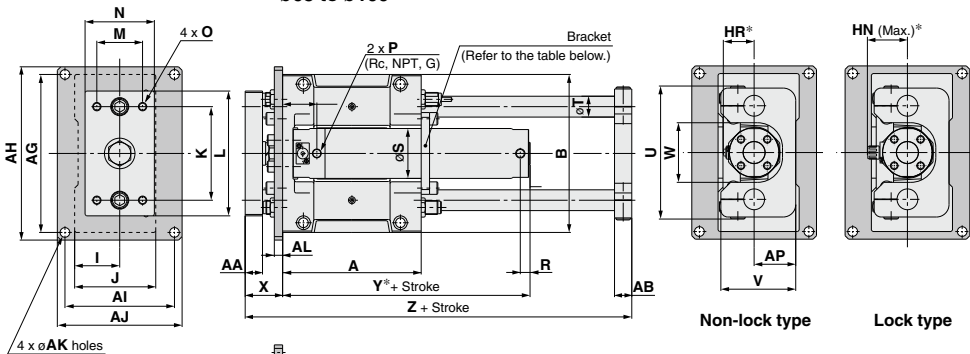 N
M
4 x O
2 x P
(Rc, NPT, G)
Bracket
(Refer to the table below.)
HR*
HN (Max.)*
AH
AG
K
L
øS
øT
B
U
W
I
J
AI
AJ
4 x øAK holes
AA
AL
A
R
X
Y* + Stroke
AB
Z + Stroke
AP
V
Non-lock type
Lock type